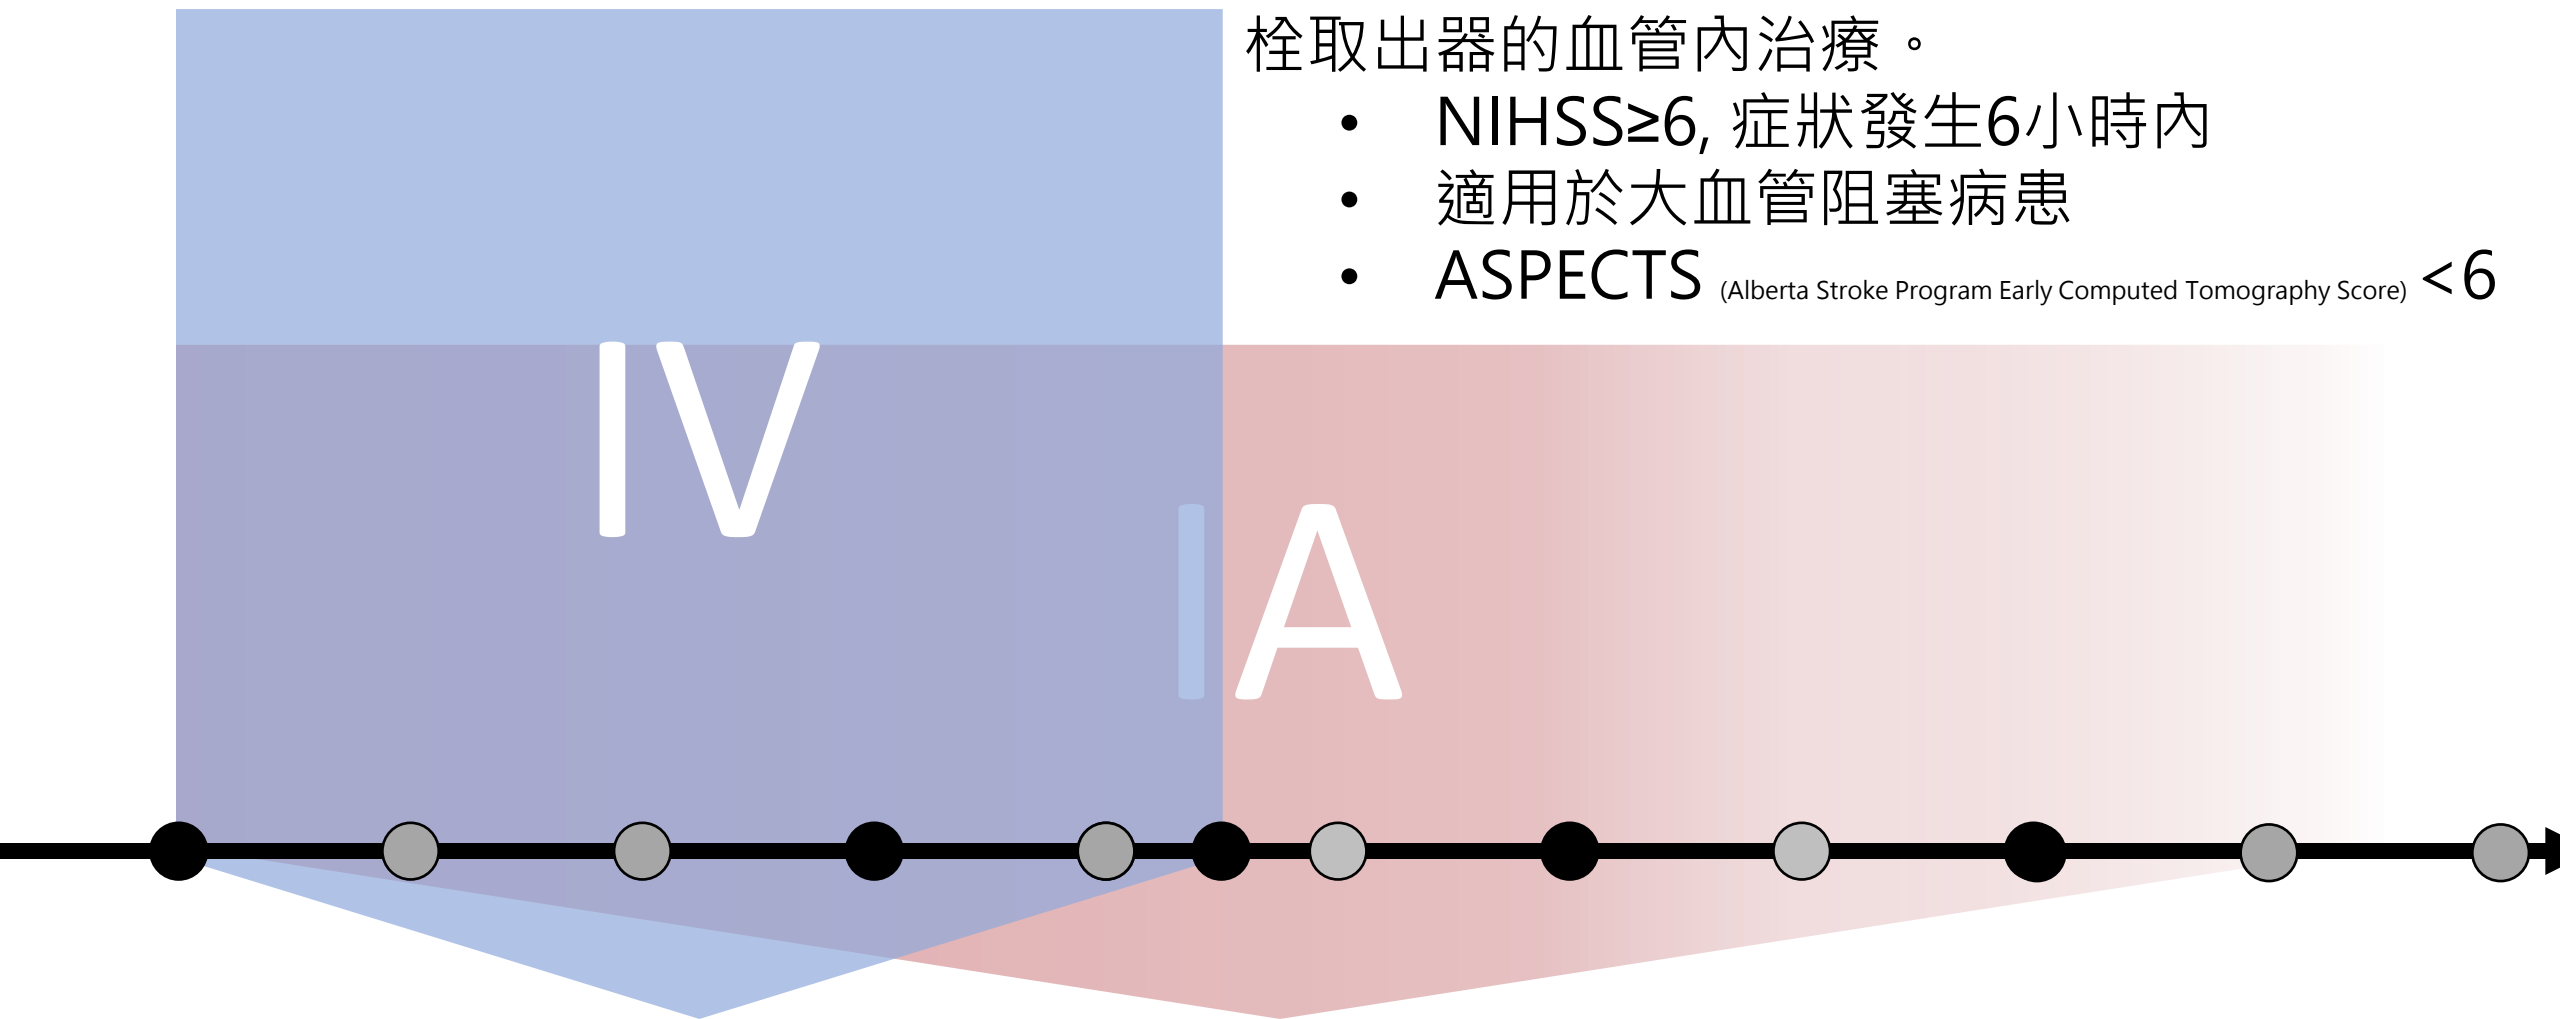 栓取出器的血管內治療。
• NIHSS≥6, 症狀發生6小時內
• 適用於大血管阻塞病患
• ASPECTS (Alberta Stroke Program Early Computed Tomography Score) <6
IV
IA